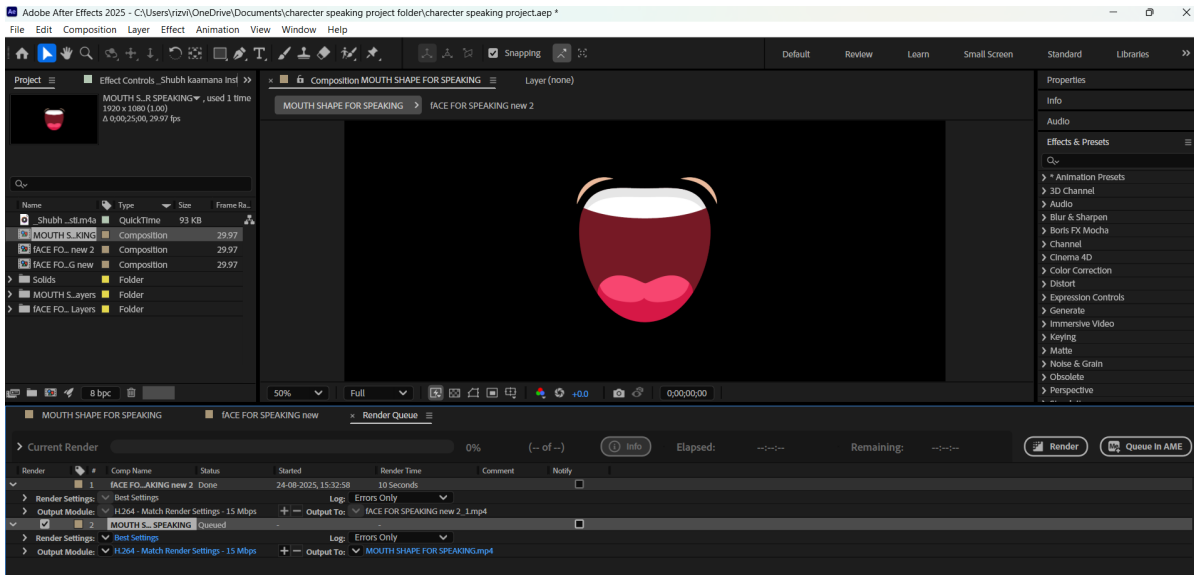 Adobe After Effects 2025 - C:\Users\rizvi\OneDrive\Documents\charecter speaking project folder\charecter speaking project.aep *
File Edit Composition Layer Effect Animation View Window Help
Snapping Default Review Learn Small Screen Standard Libraries
Project Effect Controls _Shubh kaamana Inst Composition MOUTH SHAPE FOR SPEAKING Layer (none) Properties
MOUTH S...R SPEAKING , used 1 time
1920 x 1080 (1.00)
Δ 0;00;25;00, 29.97 fps
MOUTH SHAPE FOR SPEAKING fACE FOR SPEAKING new 2
Info
Audio
Effects & Presets
Name Type Size Frame Ra..
_Shubh ...sti.m4a QuickTime 93 KB
MOUTH S...KING Composition 29.97
fACE FO... new 2 Composition 29.97
fACE FO...G new Composition 29.97
Solids Folder
MOUTH S...ayers Folder
fACE FO... Layers Folder
* Animation Presets
3D Channel
Audio
Blur & Sharpen
Boris FX Mocha
Channel
Cinema 4D
Color Correction
Distort
Expression Controls
Generate
Immersive Video
Keying
Matte
Noise & Grain
Obsolete
Perspective
8 bpc 50% Full +0.0 0;00;00;00
MOUTH SHAPE FOR SPEAKING fACE FOR SPEAKING new × Render Queue
Current Render 0% (-- of --) Info Elapsed: --:--:-- Remaining: --:--:-- Render Me Queue in AME
Render # Comp Name Status Started Render Time Comment Notify
1 fACE FO...AKING new 2 Done 24-08-2025, 15:32:58 10 Seconds
Render Settings: Best Settings Log: Errors Only
Output Module: H.264 - Match Render Settings - 15 Mbps + − Output To: fACE FOR SPEAKING new 2_1.mp4
2 MOUTH S... SPEAKING Queued - -
Render Settings: Best Settings Log: Errors Only
Output Module: H.264 - Match Render Settings - 15 Mbps + − Output To: MOUTH SHAPE FOR SPEAKING.mp4